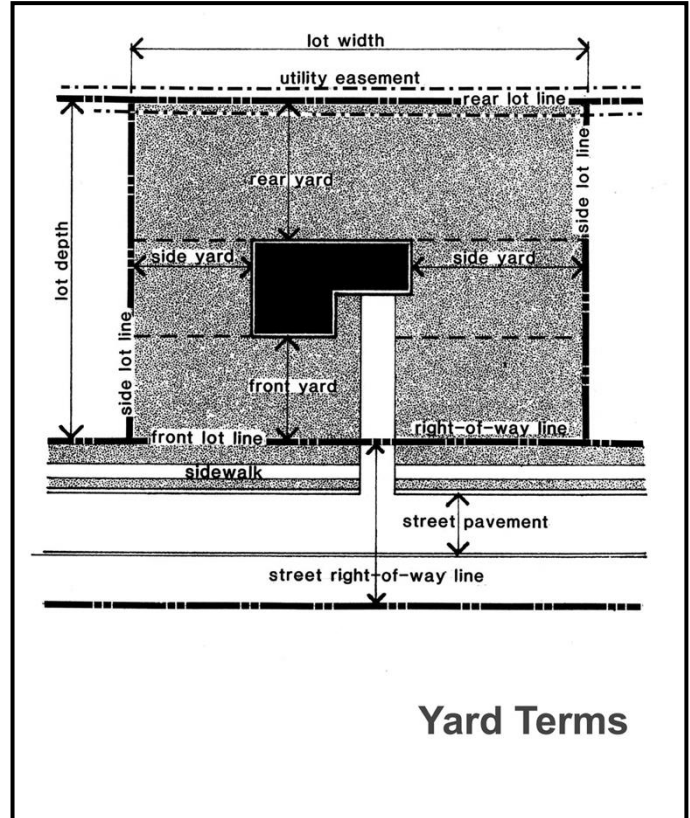 lot width
utility easement
rear lot line
rear yard
side lot line
lot depth
side yard
side yard
side lot line
front yard
front lot line
right-of-way line
sidewalk
street pavement
street right-of-way line
Yard Terms